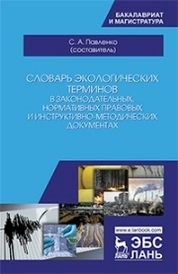 БАКАЛАВРИАТ
И МАГИСТРАТУРА
С. А. Павленко
(составитель)
СЛОВАРЬ ЭКОЛОГИЧЕСКИХ
ТЕРМИНОВ
В ЗАКОНОДАТЕЛЬНЫХ,
НОРМАТИВНЫХ ПРАВОВЫХ
И ИНСТРУКТИВНО-МЕТОДИЧЕСКИХ
ДОКУМЕНТАХ
www.e.lanbook.com
ЭБС
ЛАНЬ